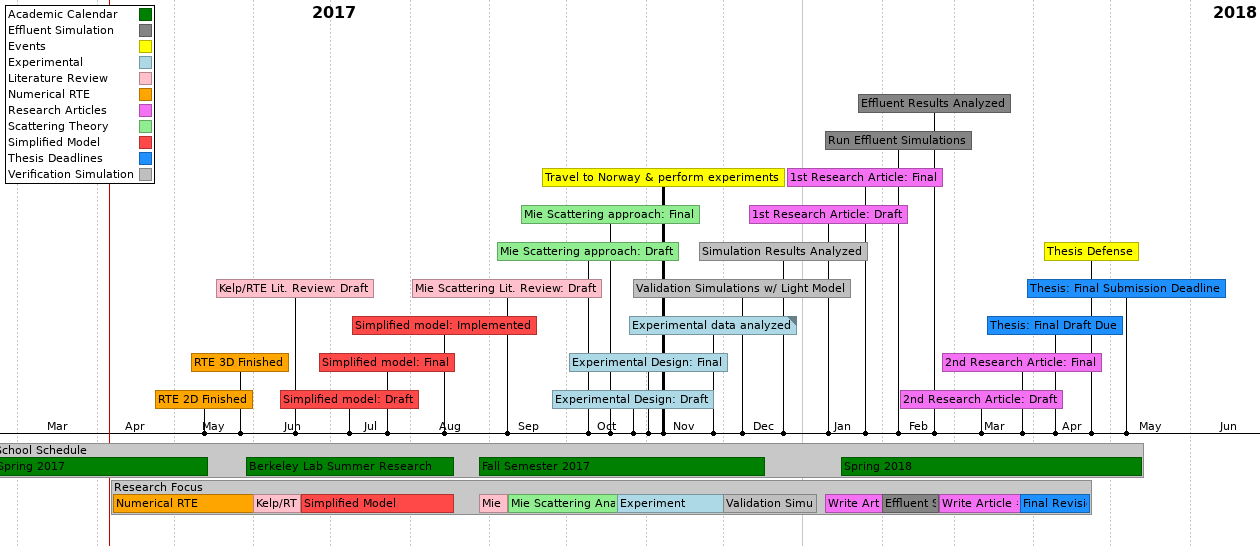 2017
2018
Academic Calendar
Effluent Simulation
Events
Experimental
Literature Review
Numerical RTE
Research Articles
Scattering Theory
Simplified Model
Thesis Deadlines
Verification Simulation
Effluent Results Analyzed
Run Effluent Simulations
Travel to Norway & perform experiments
1st Research Article: Final
Mie Scattering approach: Final
1st Research Article: Draft
Mie Scattering approach: Draft
Simulation Results Analyzed
Thesis Defense
Kelp/RTE Lit. Review: Draft
Mie Scattering Lit. Review: Draft
Validation Simulations w/ Light Model
Thesis: Final Submission Deadline
Simplified model: Implemented
Experimental data analyzed
Thesis: Final Draft Due
RTE 3D Finished
Simplified model: Final
Experimental Design: Final
2nd Research Article: Final
RTE 2D Finished
Simplified model: Draft
Experimental Design: Draft
2nd Research Article: Draft
Mar Apr May Jun Jul Aug Sep Oct Nov Dec Jan Feb Mar Apr May Jun
School Schedule
Spring 2017
Berkeley Lab Summer Research
Fall Semester 2017
Spring 2018
Research Focus
Numerical RTE
Kelp/RT
Simplified Model
Mie
Mie Scattering Ana
Experiment
Validation Simu
Write Art
Effluent S
Write Article :
Final Revisi